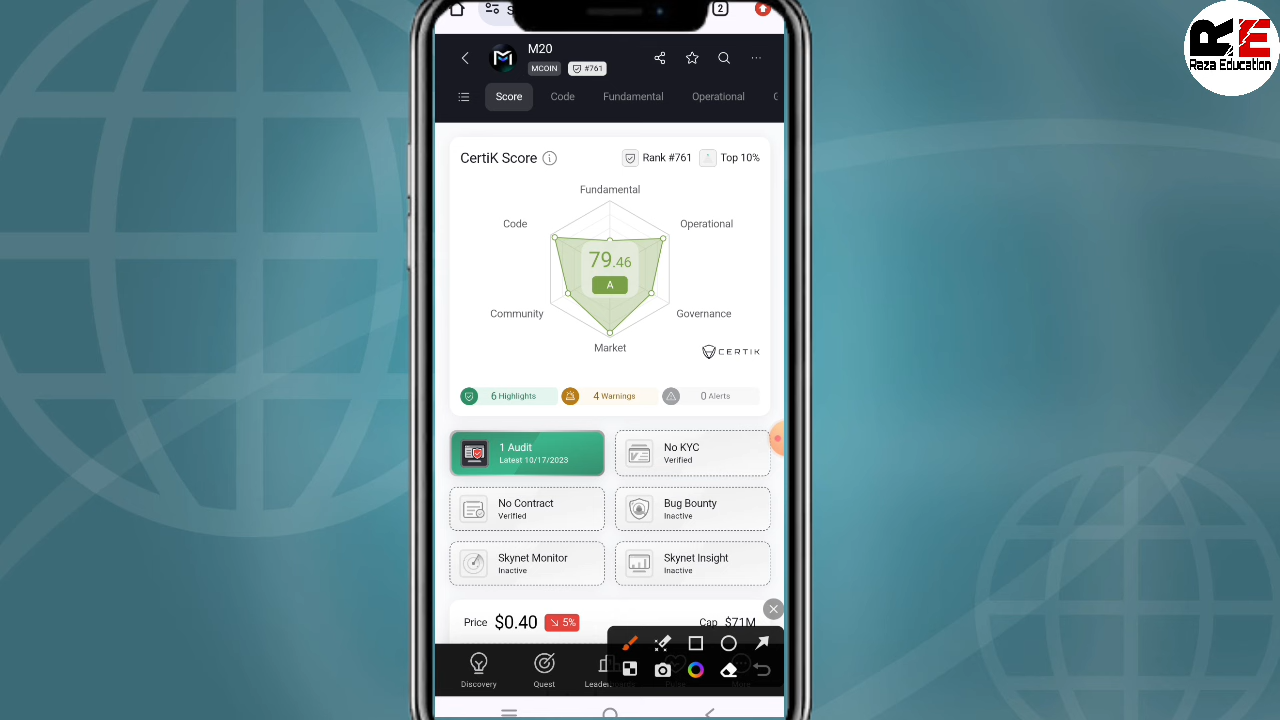 2
M20
MCOIN
#761
Score
Code
Fundamental
Operational
CertiK Score
Rank #761
Top 10%
Fundamental
Code
Operational
79.46
A
Community
Governance
Market
CERTIK
6 Highlights
4 Warnings
0 Alerts
1 Audit
Latest 10/17/2023
No KYC
Verified
No Contract
Verified
Bug Bounty
Inactive
Skynet Monitor
Inactive
Skynet Insight
Inactive
Price $0.40 5%
Cap $71M
Discovery
Quest
RE
Raza Education